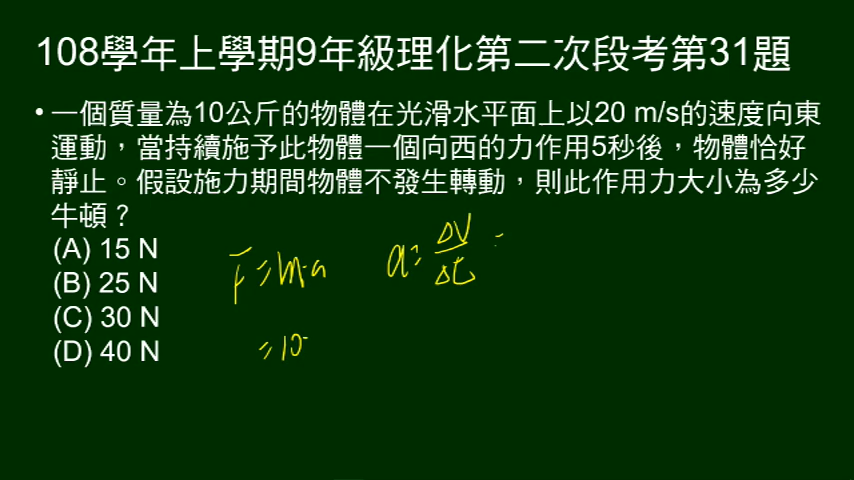 108學年上學期9年級理化第二次段考第31題
•一個質量為10公斤的物體在光滑水平面上以20 m/s的速度向東
運動，當持續施予此物體一個向西的力作用5秒後，物體恰好
靜止。假設施力期間物體不發生轉動，則此作用力大小為多少
牛頓？
(A) 15 N
(B) 25 N
(C) 30 N
(D) 40 N
F=m·a a=ΔV/Δt =
=10·